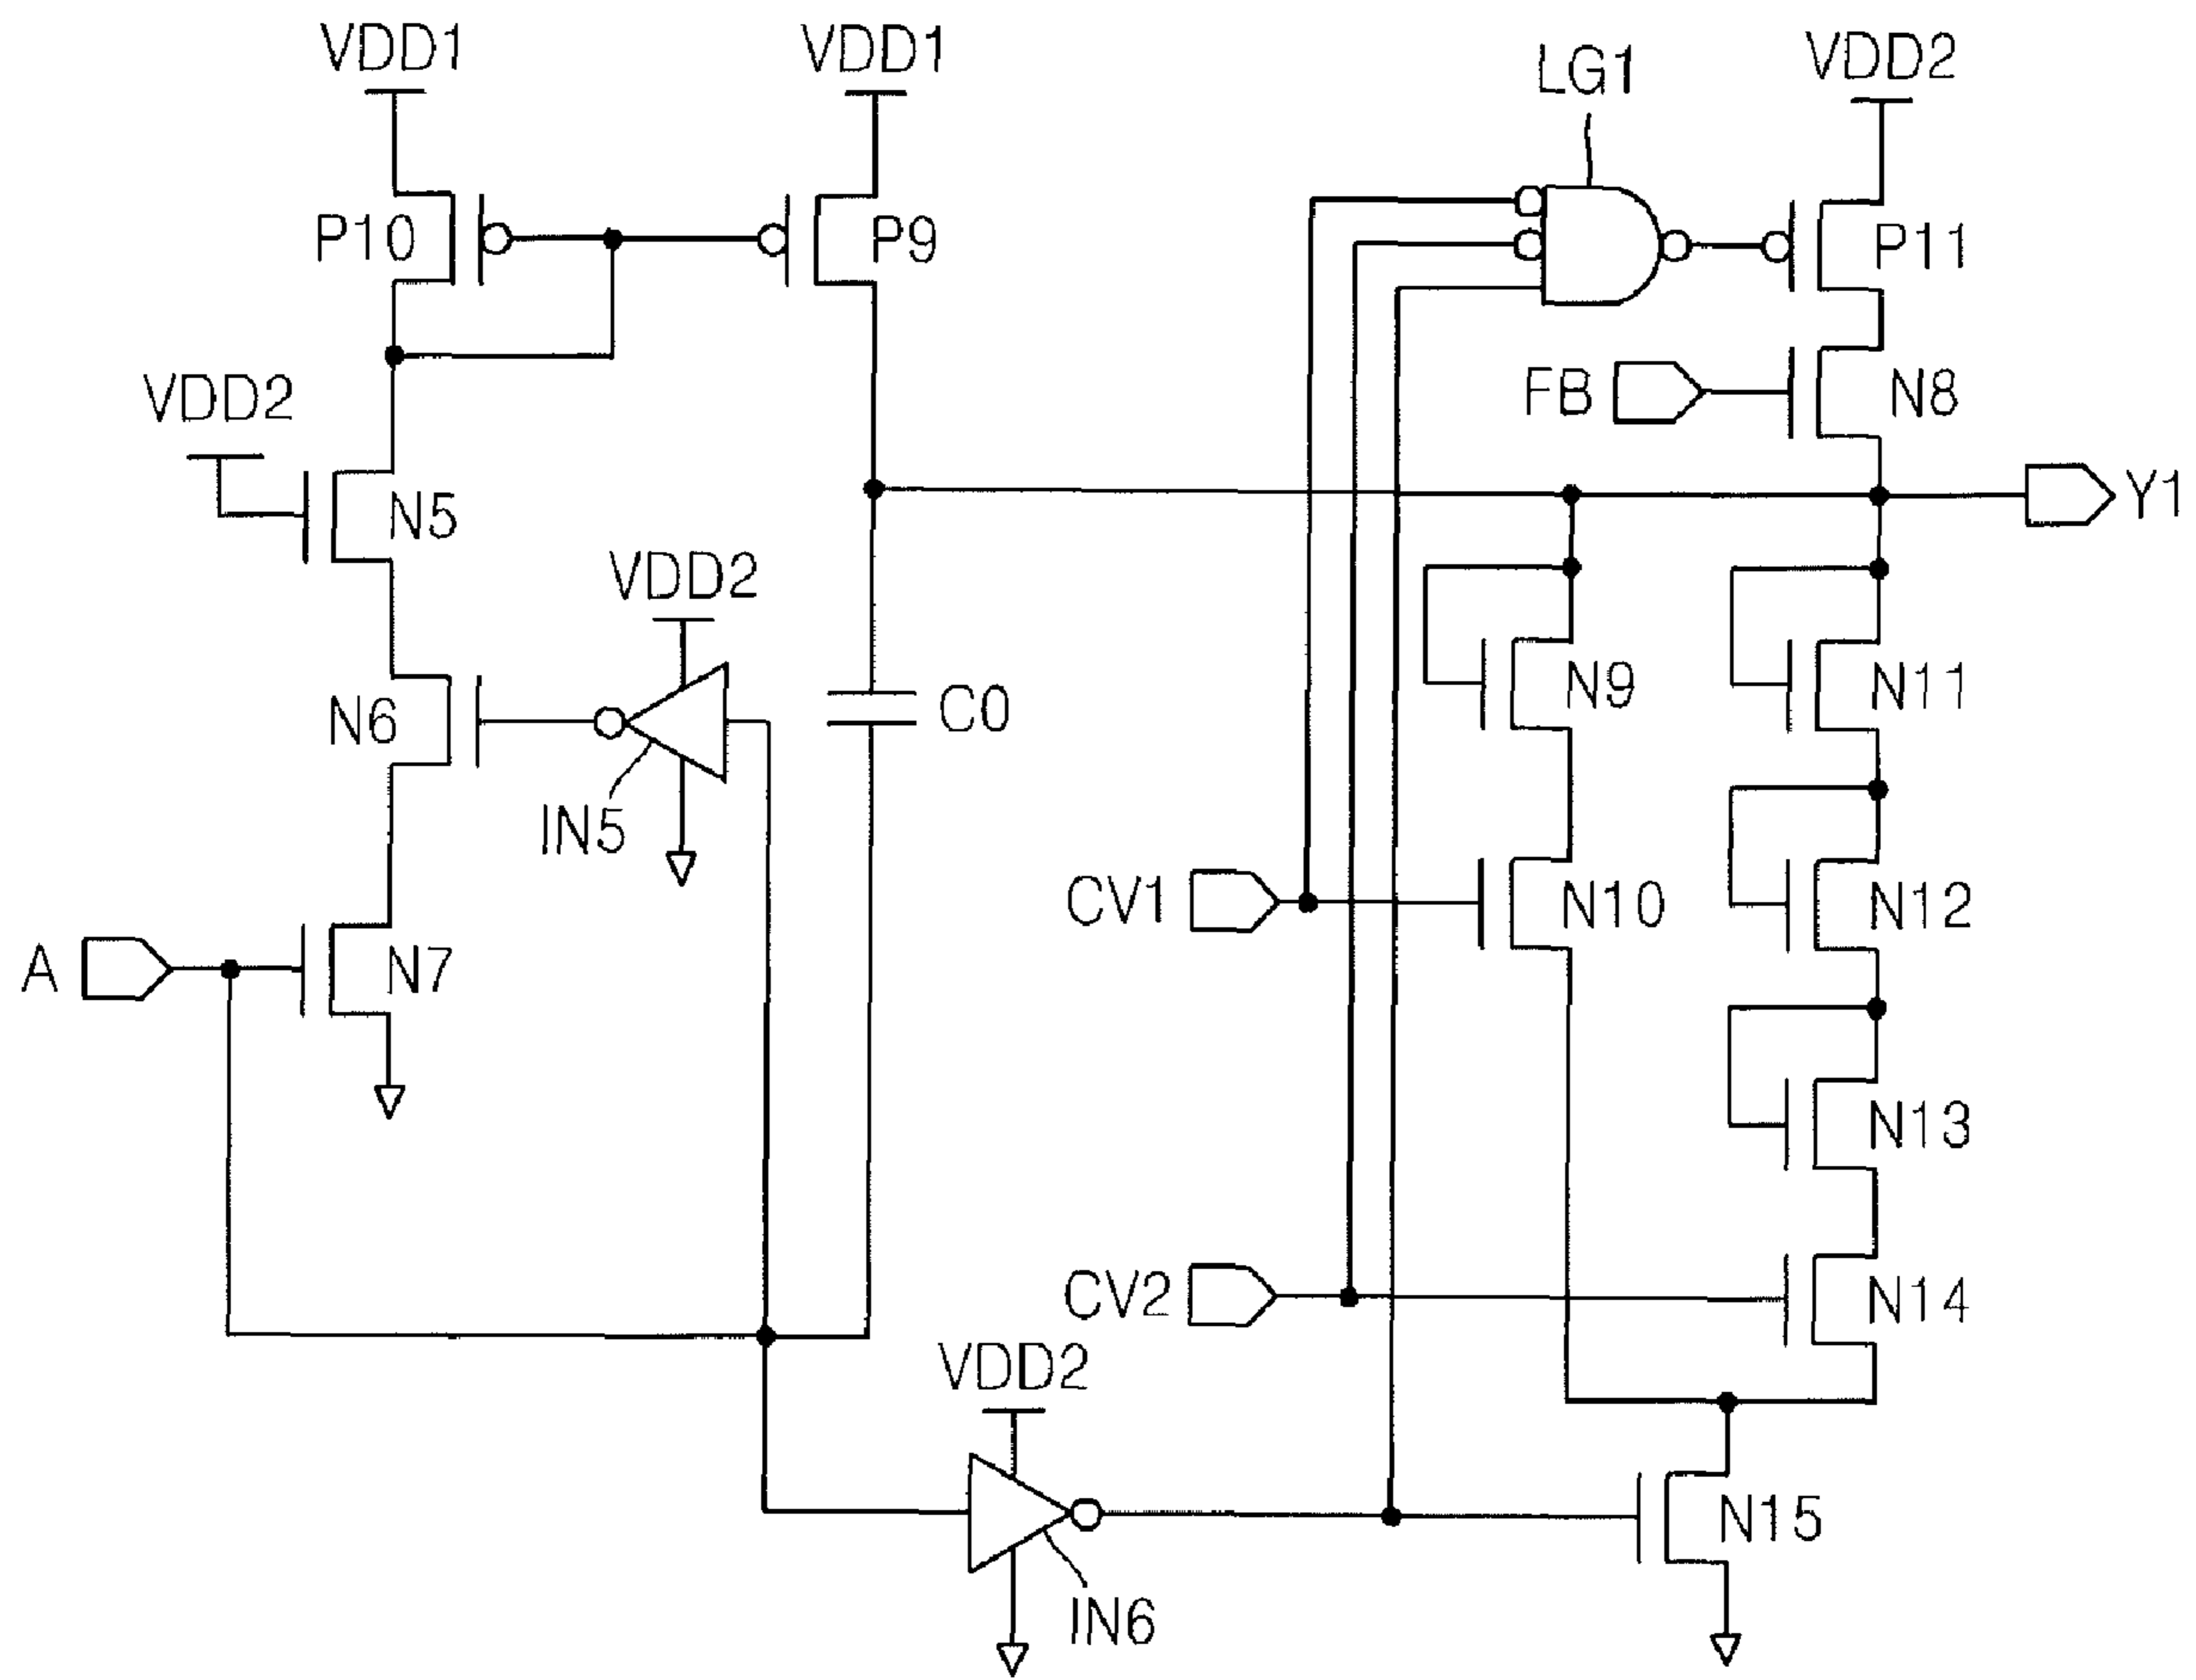 VDD1
VDD1
LG1
VDD2
P10
P9
P11
VDD2
FB
N8
N5
Y1
VDD2
N6
C0
N9
N11
IN5
CV1
N10
N12
A
N7
N13
CV2
N14
VDD2
N15
IN6